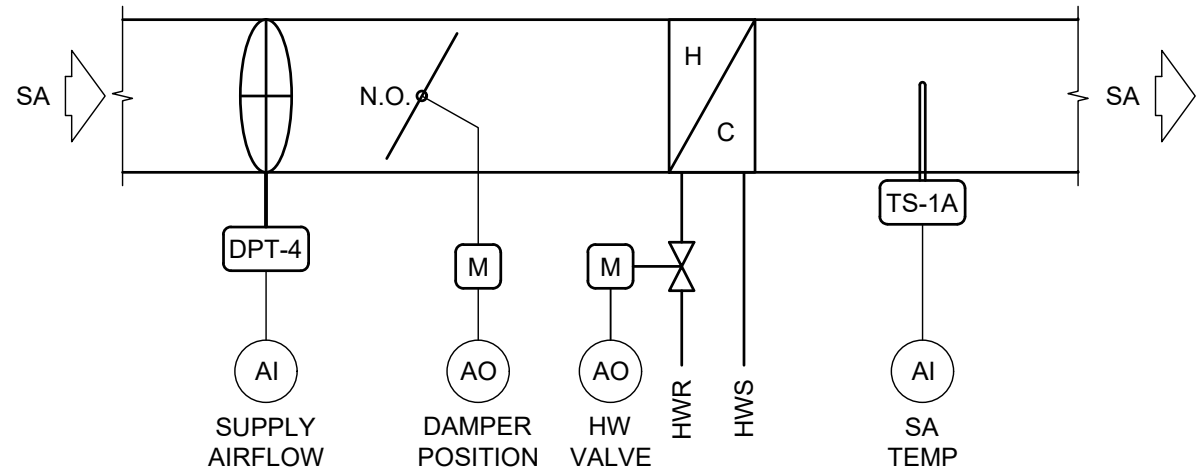 SA
N.O.
H
C
SA
TS-1A
DPT-4
M
M
AI
AO
AO
HWR
HWS
AI
SUPPLY
AIRFLOW
DAMPER
POSITION
HW
VALVE
SA
TEMP